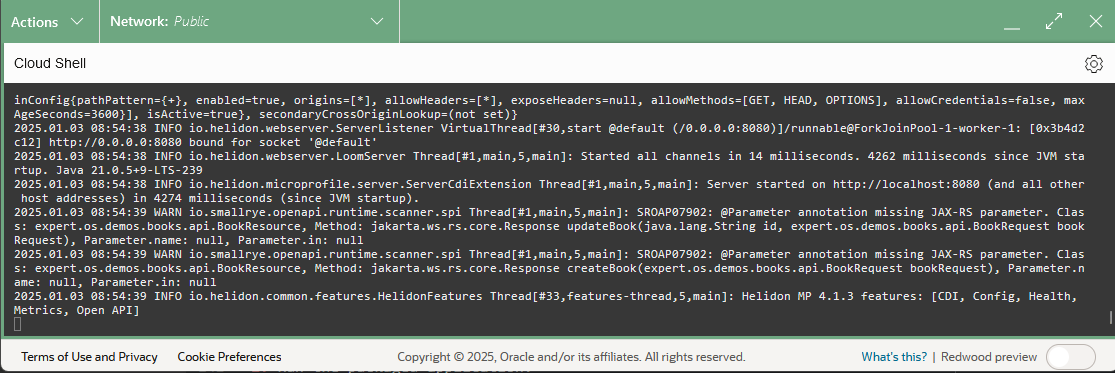 Actions
Network: Public
Cloud Shell
inConfig{pathPattern={+}, enabled=true, origins=[*], allowHeaders=[*], exposeHeaders=null, allowMethods=[GET, HEAD, OPTIONS], allowCredentials=false, max
AgeSeconds=3600}], isActive=true}, secondaryCrossOriginLookup=(not set)}
2025.01.03 08:54:38 INFO io.helidon.webserver.ServerListener VirtualThread[#30,start @default (/0.0.0.0:8080)]/runnable@ForkJoinPool-1-worker-1: [0x3b4d2
c12] http://0.0.0.0:8080 bound for socket '@default'
2025.01.03 08:54:38 INFO io.helidon.webserver.LoomServer Thread[#1,main,5,main]: Started all channels in 14 milliseconds. 4262 milliseconds since JVM sta
rtup. Java 21.0.5+9-LTS-239
2025.01.03 08:54:38 INFO io.helidon.microprofile.server.ServerCdiExtension Thread[#1,main,5,main]: Server started on http://localhost:8080 (and all other
 host addresses) in 4274 milliseconds (since JVM startup).
2025.01.03 08:54:39 WARN io.smallrye.openapi.runtime.scanner.spi Thread[#1,main,5,main]: SROAP07902: @Parameter annotation missing JAX-RS parameter. Clas
s: expert.os.demos.books.api.BookResource, Method: jakarta.ws.rs.core.Response updateBook(java.lang.String id, expert.os.demos.books.api.BookRequest book
Request), Parameter.name: null, Parameter.in: null
2025.01.03 08:54:39 WARN io.smallrye.openapi.runtime.scanner.spi Thread[#1,main,5,main]: SROAP07902: @Parameter annotation missing JAX-RS parameter. Clas
s: expert.os.demos.books.api.BookResource, Method: jakarta.ws.rs.core.Response createBook(expert.os.demos.books.api.BookRequest bookRequest), Parameter.n
ame: null, Parameter.in: null
2025.01.03 08:54:39 INFO io.helidon.common.features.HelidonFeatures Thread[#33,features-thread,5,main]: Helidon MP 4.1.3 features: [CDI, Config, Health,
Metrics, Open API]
Terms of Use and Privacy Cookie Preferences Copyright © 2025, Oracle and/or its affiliates. All rights reserved. What's this? | Redwood preview